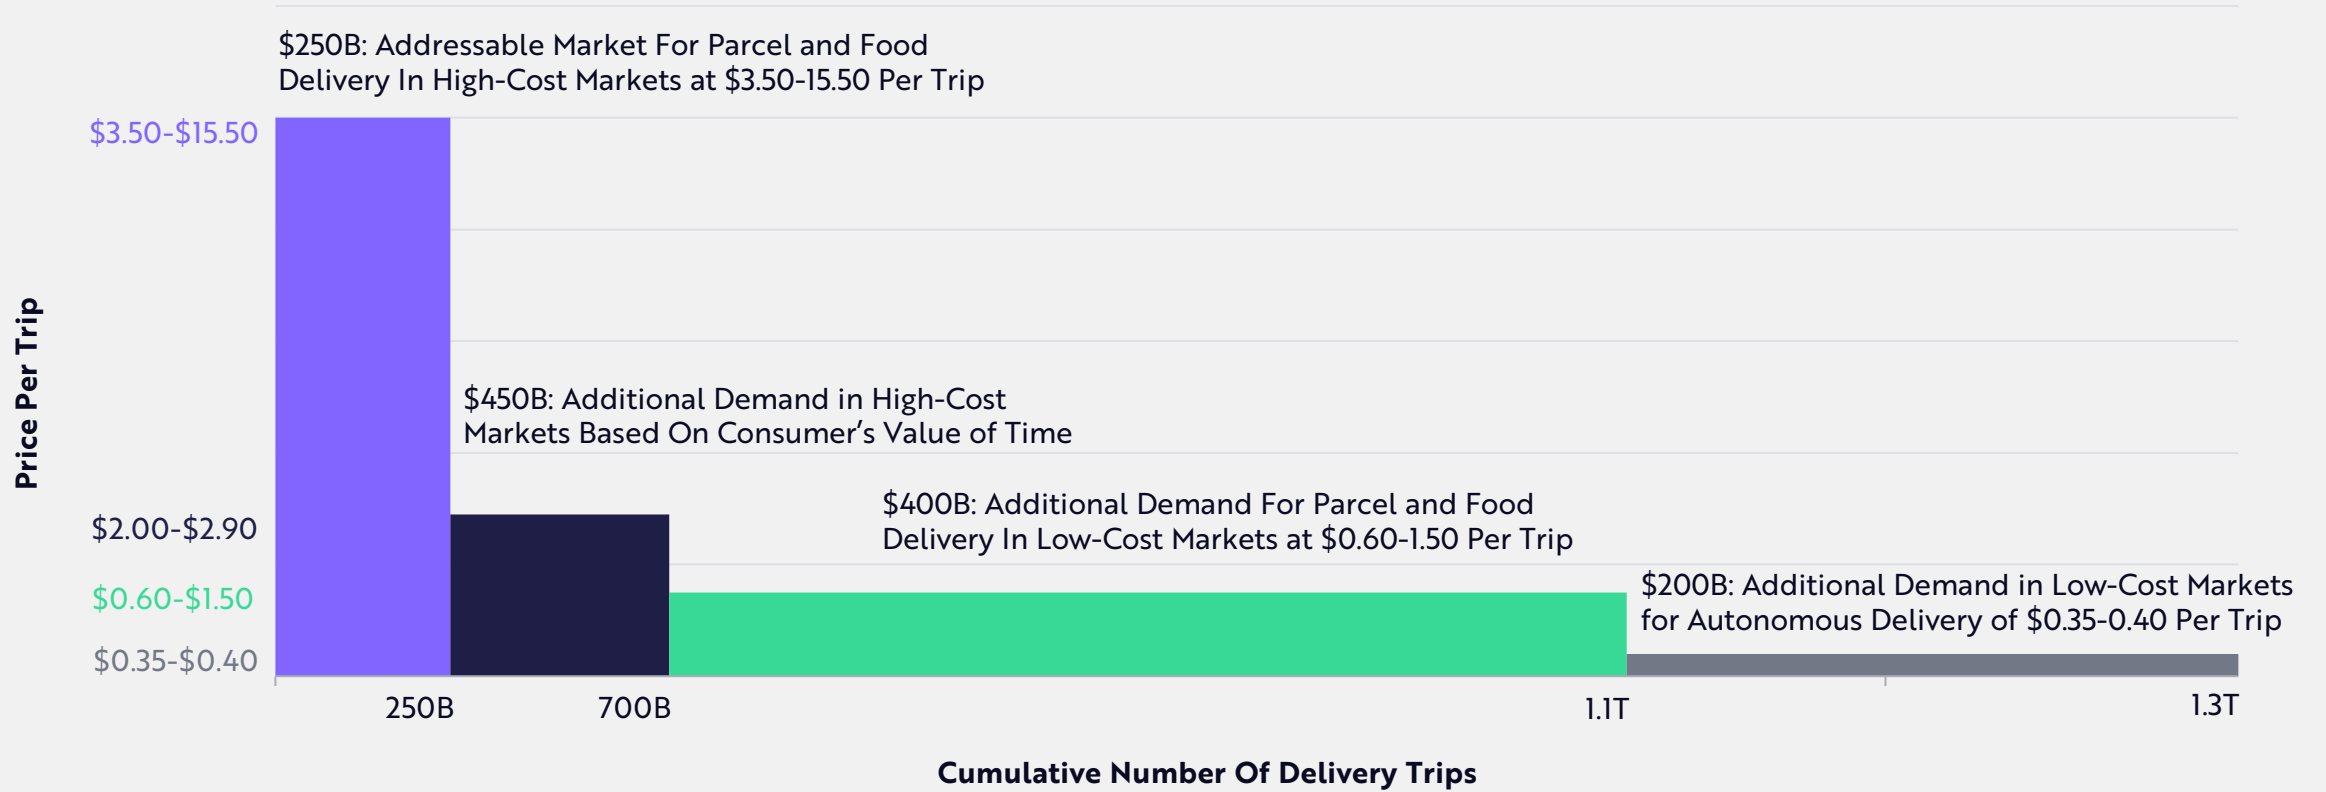 $250B: Addressable Market For Parcel and Food
Delivery In High-Cost Markets at $3.50-15.50 Per Trip
$3.50-$15.50
Price Per Trip
$450B: Additional Demand in High-Cost
Markets Based On Consumer’s Value of Time
$2.00-$2.90
$400B: Additional Demand For Parcel and Food
Delivery In Low-Cost Markets at $0.60-1.50 Per Trip
$0.60-$1.50
$200B: Additional Demand in Low-Cost Markets
for Autonomous Delivery of $0.35-0.40 Per Trip
$0.35-$0.40
250B
700B
1.1T
1.3T
Cumulative Number Of Delivery Trips